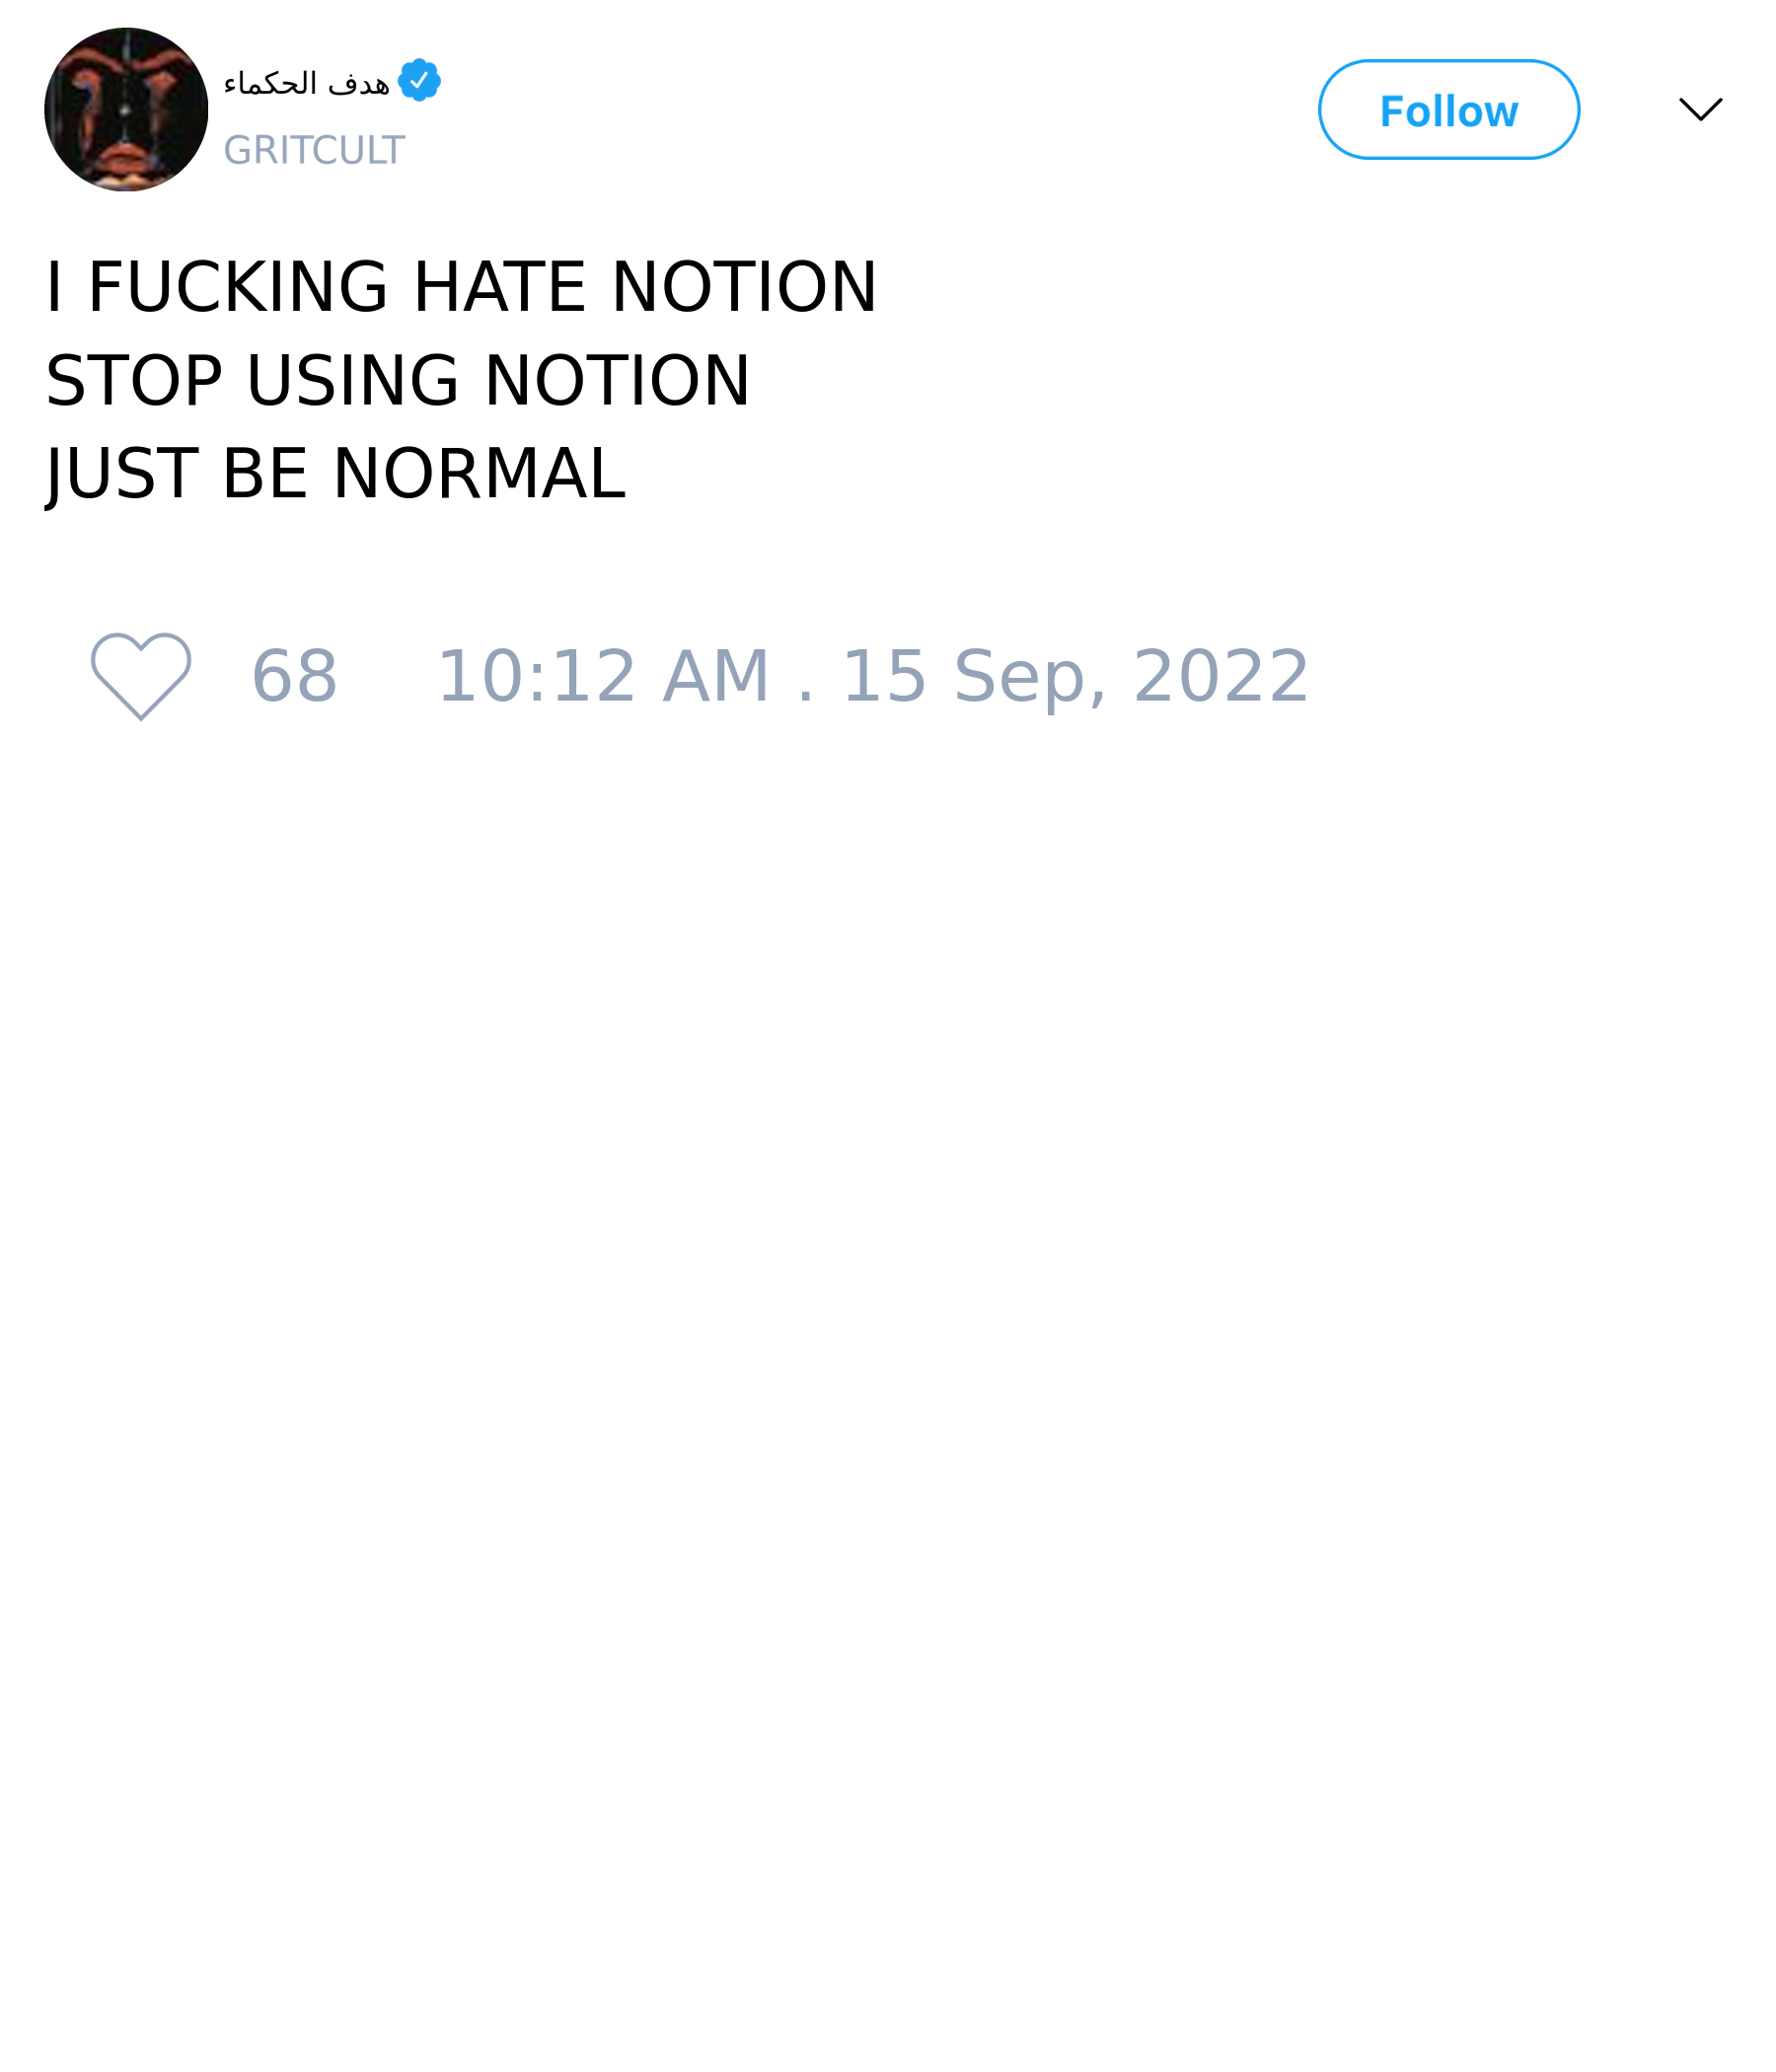 هدف الحكماء
Follow
GRITCULT
I FUCKING HATE NOTION
STOP USING NOTION
JUST BE NORMAL
68 10:12 AM . 15 Sep, 2022